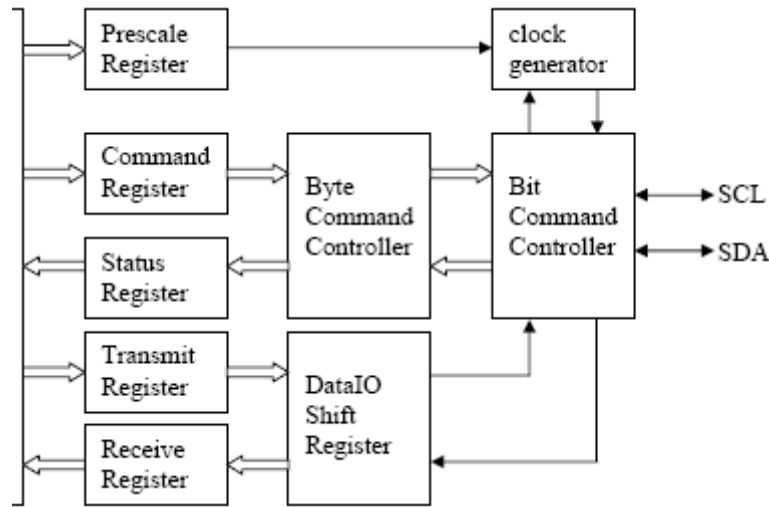 Prescale
Register
clock
generator
Command
Register
Byte
Command
Controller
Bit
Command
Controller
SCL
SDA
Status
Register
Transmit
Register
DataIO
Shift
Register
Receive
Register